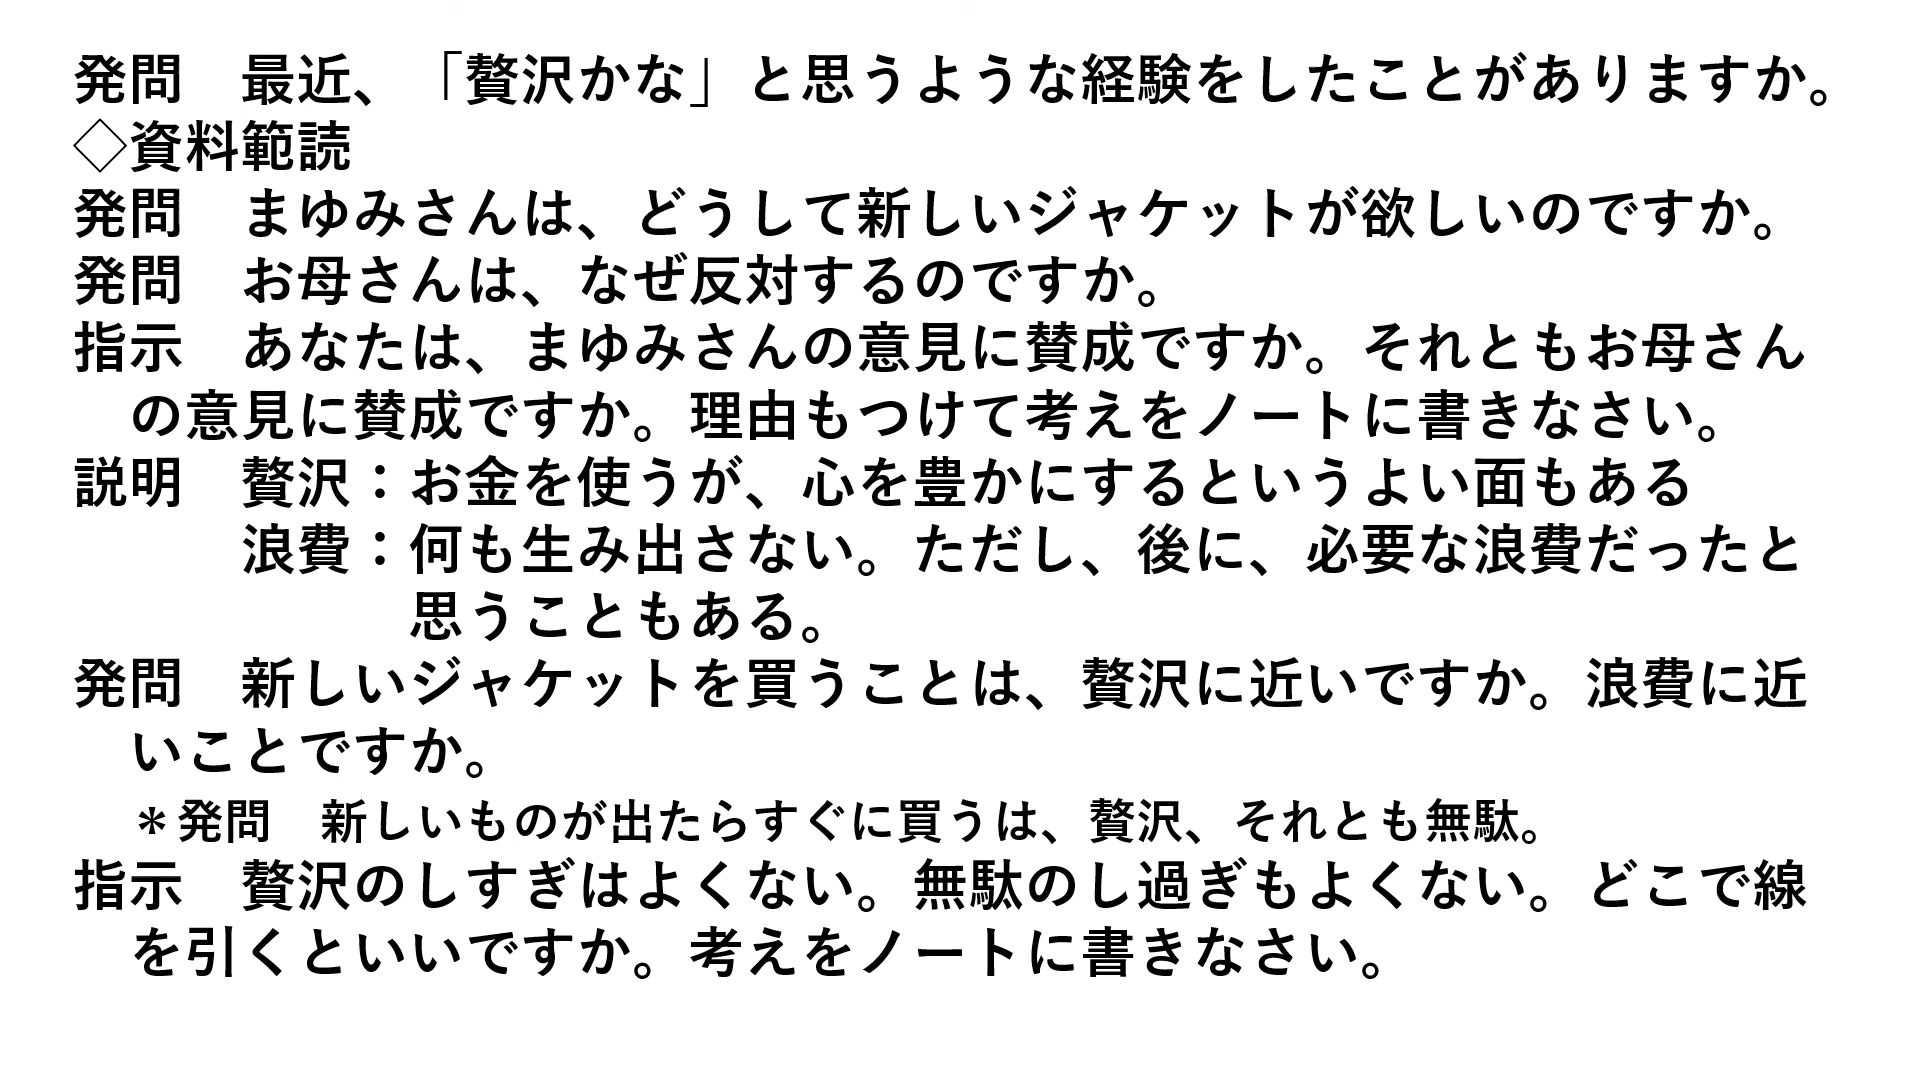 発問　最近、「贅沢かな」と思うような経験をしたことがありますか。
◇資料範読
発問　まゆみさんは、どうして新しいジャケットが欲しいのですか。
発問　お母さんは、なぜ反対するのですか。
指示　あなたは、まゆみさんの意見に賛成ですか。それともお母さん
の意見に賛成ですか。理由もつけて考えをノートに書きなさい。
説明　贅沢：お金を使うが、心を豊かにするというよい面もある
浪費：何も生み出さない。ただし、後に、必要な浪費だったと
思うこともある。
発問　新しいジャケットを買うことは、贅沢に近いですか。浪費に近
いことですか。
＊発問　新しいものが出たらすぐに買うは、贅沢、それとも無駄。
指示　贅沢のしすぎはよくない。無駄のし過ぎもよくない。どこで線
を引くといいですか。考えをノートに書きなさい。